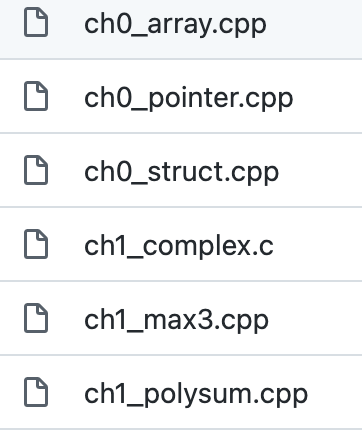 ch0_array.cpp
ch0_pointer.cpp
ch0_struct.cpp
ch1_complex.c
ch1_max3.cpp
ch1_polysum.cpp